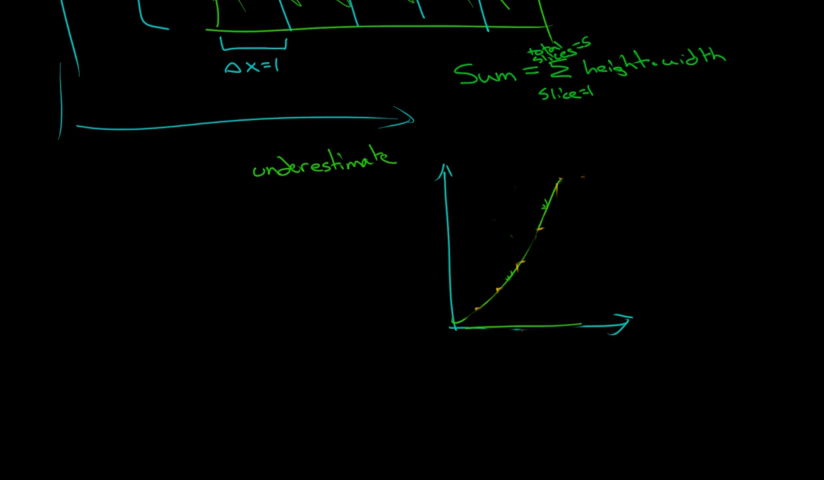 Δx=1
total
slices=5
Sum = Σ height·width
slice=1
underestimate